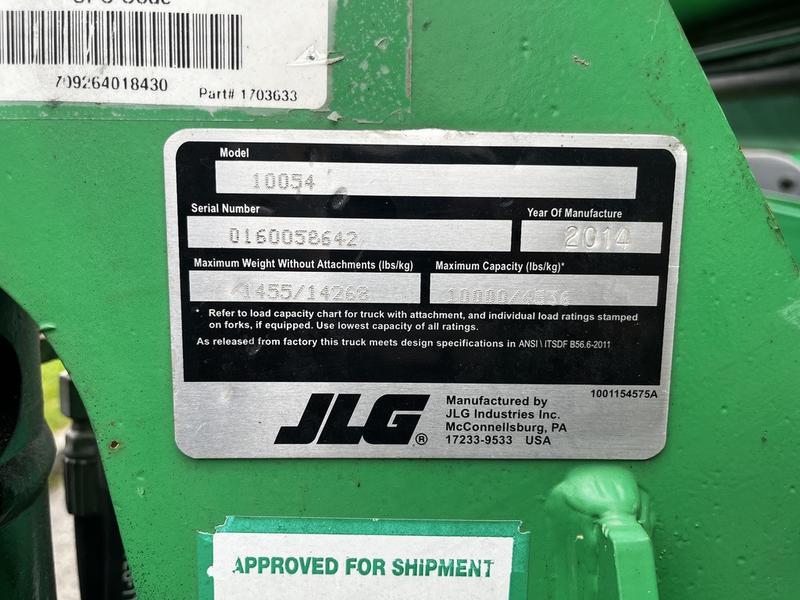 709264018430
Part# 1703633
Model
10054
Serial Number
0160058642
Year Of Manufacture
2014
Maximum Weight Without Attachments (lbs/kg)
31455/14268
Maximum Capacity (lbs/kg)*
10000/4536
* Refer to load capacity chart for truck with attachment, and individual load ratings stamped
on forks, if equipped. Use lowest capacity of all ratings.
As released from factory this truck meets design specifications in ANSI \ ITSDF B56.6-2011
JLG®
Manufactured by
JLG Industries Inc.
McConnellsburg, PA
17233-9533 USA
1001154575A
APPROVED FOR SHIPMENT